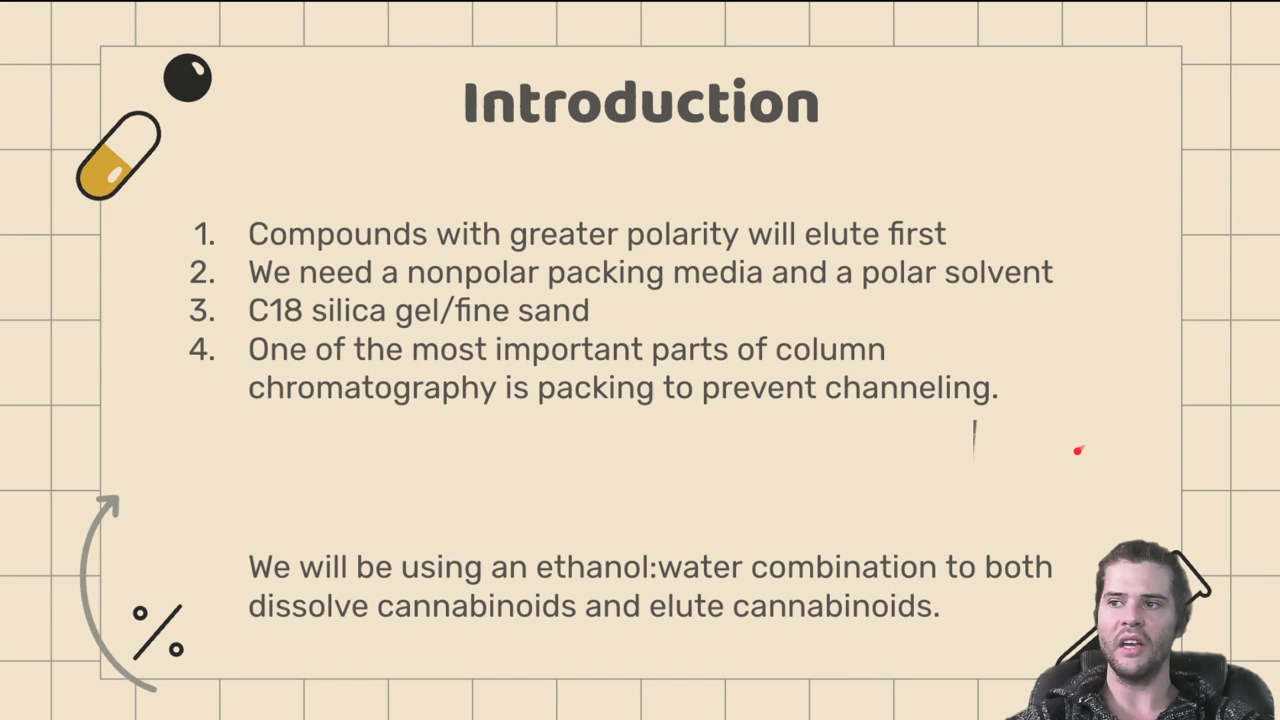 Introduction
1. Compounds with greater polarity will elute first
2. We need a nonpolar packing media and a polar solvent
3. C18 silica gel/fine sand
4. One of the most important parts of column
chromatography is packing to prevent channeling.
We will be using an ethanol:water combination to both
dissolve cannabinoids and elute cannabinoids.
%